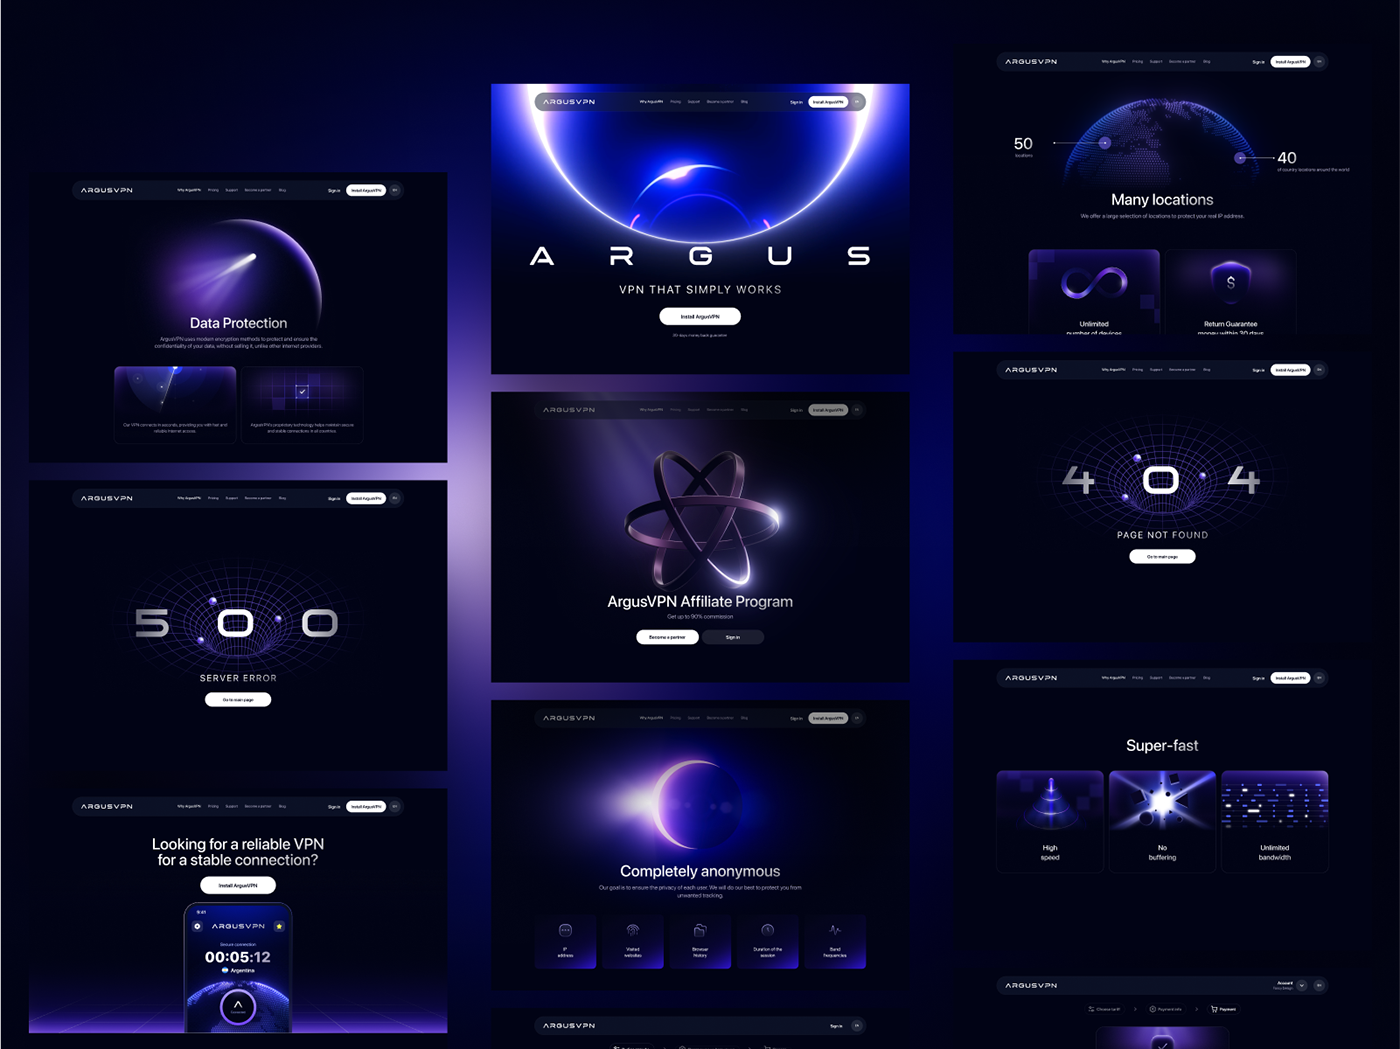 ARGUSVPN
Why ArgusVPN Pricing Support Become a partner Blog
Sign in
Install ArgusVPN
EN
Data Protection
ArgusVPN uses modern encryption methods to protect and ensure the
confidentiality of your data, without selling it, unlike other internet providers.
Our VPN connects in seconds, providing you with fast and
reliable internet access.
ArgusVPN's proprietary technology helps maintain secure
and stable connections in all countries.
ARGUSVPN
Why ArgusVPN Pricing Support Become a partner Blog
Sign in
Install ArgusVPN
EN
5 0 0
SERVER ERROR
Go to main page
ARGUSVPN
Why ArgusVPN Pricing Support Become a partner Blog
Sign in
Install ArgusVPN
EN
Looking for a reliable VPN
for a stable connection?
Install ArgusVPN
9:41
ARGUSVPN
Secure connection
00:05:12
Argentina
ARGUSVPN
Why ArgusVPN Pricing Support Become a partner Blog
Sign in
Install ArgusVPN
EN
ARGUS
VPN THAT SIMPLY WORKS
Install ArgusVPN
30 days money back guarantee
ARGUSVPN
Why ArgusVPN Pricing Support Become a partner Blog
Sign in
Install ArgusVPN
EN
ArgusVPN Affiliate Program
Get up to 90% commission
Become a partner
Sign in
ARGUSVPN
Why ArgusVPN Pricing Support Become a partner Blog
Sign in
Install ArgusVPN
EN
Completely anonymous
Our goal is to ensure the privacy of each user. We will do our best to protect you from
unwanted tracking.
IP
address
Visited
websites
Browser
history
Duration of the
session
Band
frequencies
ARGUSVPN
Sign in
EN
ARGUSVPN
Why ArgusVPN Pricing Support Become a partner Blog
Sign in
Install ArgusVPN
EN
50
locations
40
of country locations around the world
Many locations
We offer a large selection of locations to protect your real IP address.
Unlimited
number of devices
$
Return Guarantee
money within 30 days
ARGUSVPN
Why ArgusVPN Pricing Support Become a partner Blog
Sign in
Install ArgusVPN
EN
4 0 4
PAGE NOT FOUND
Go to main page
ARGUSVPN
Why ArgusVPN Pricing Support Become a partner Blog
Sign in
Install ArgusVPN
EN
Super-fast
High
speed
No
buffering
Unlimited
bandwidth
ARGUSVPN
Account
EN
Choose tariff
Payment info
Payment